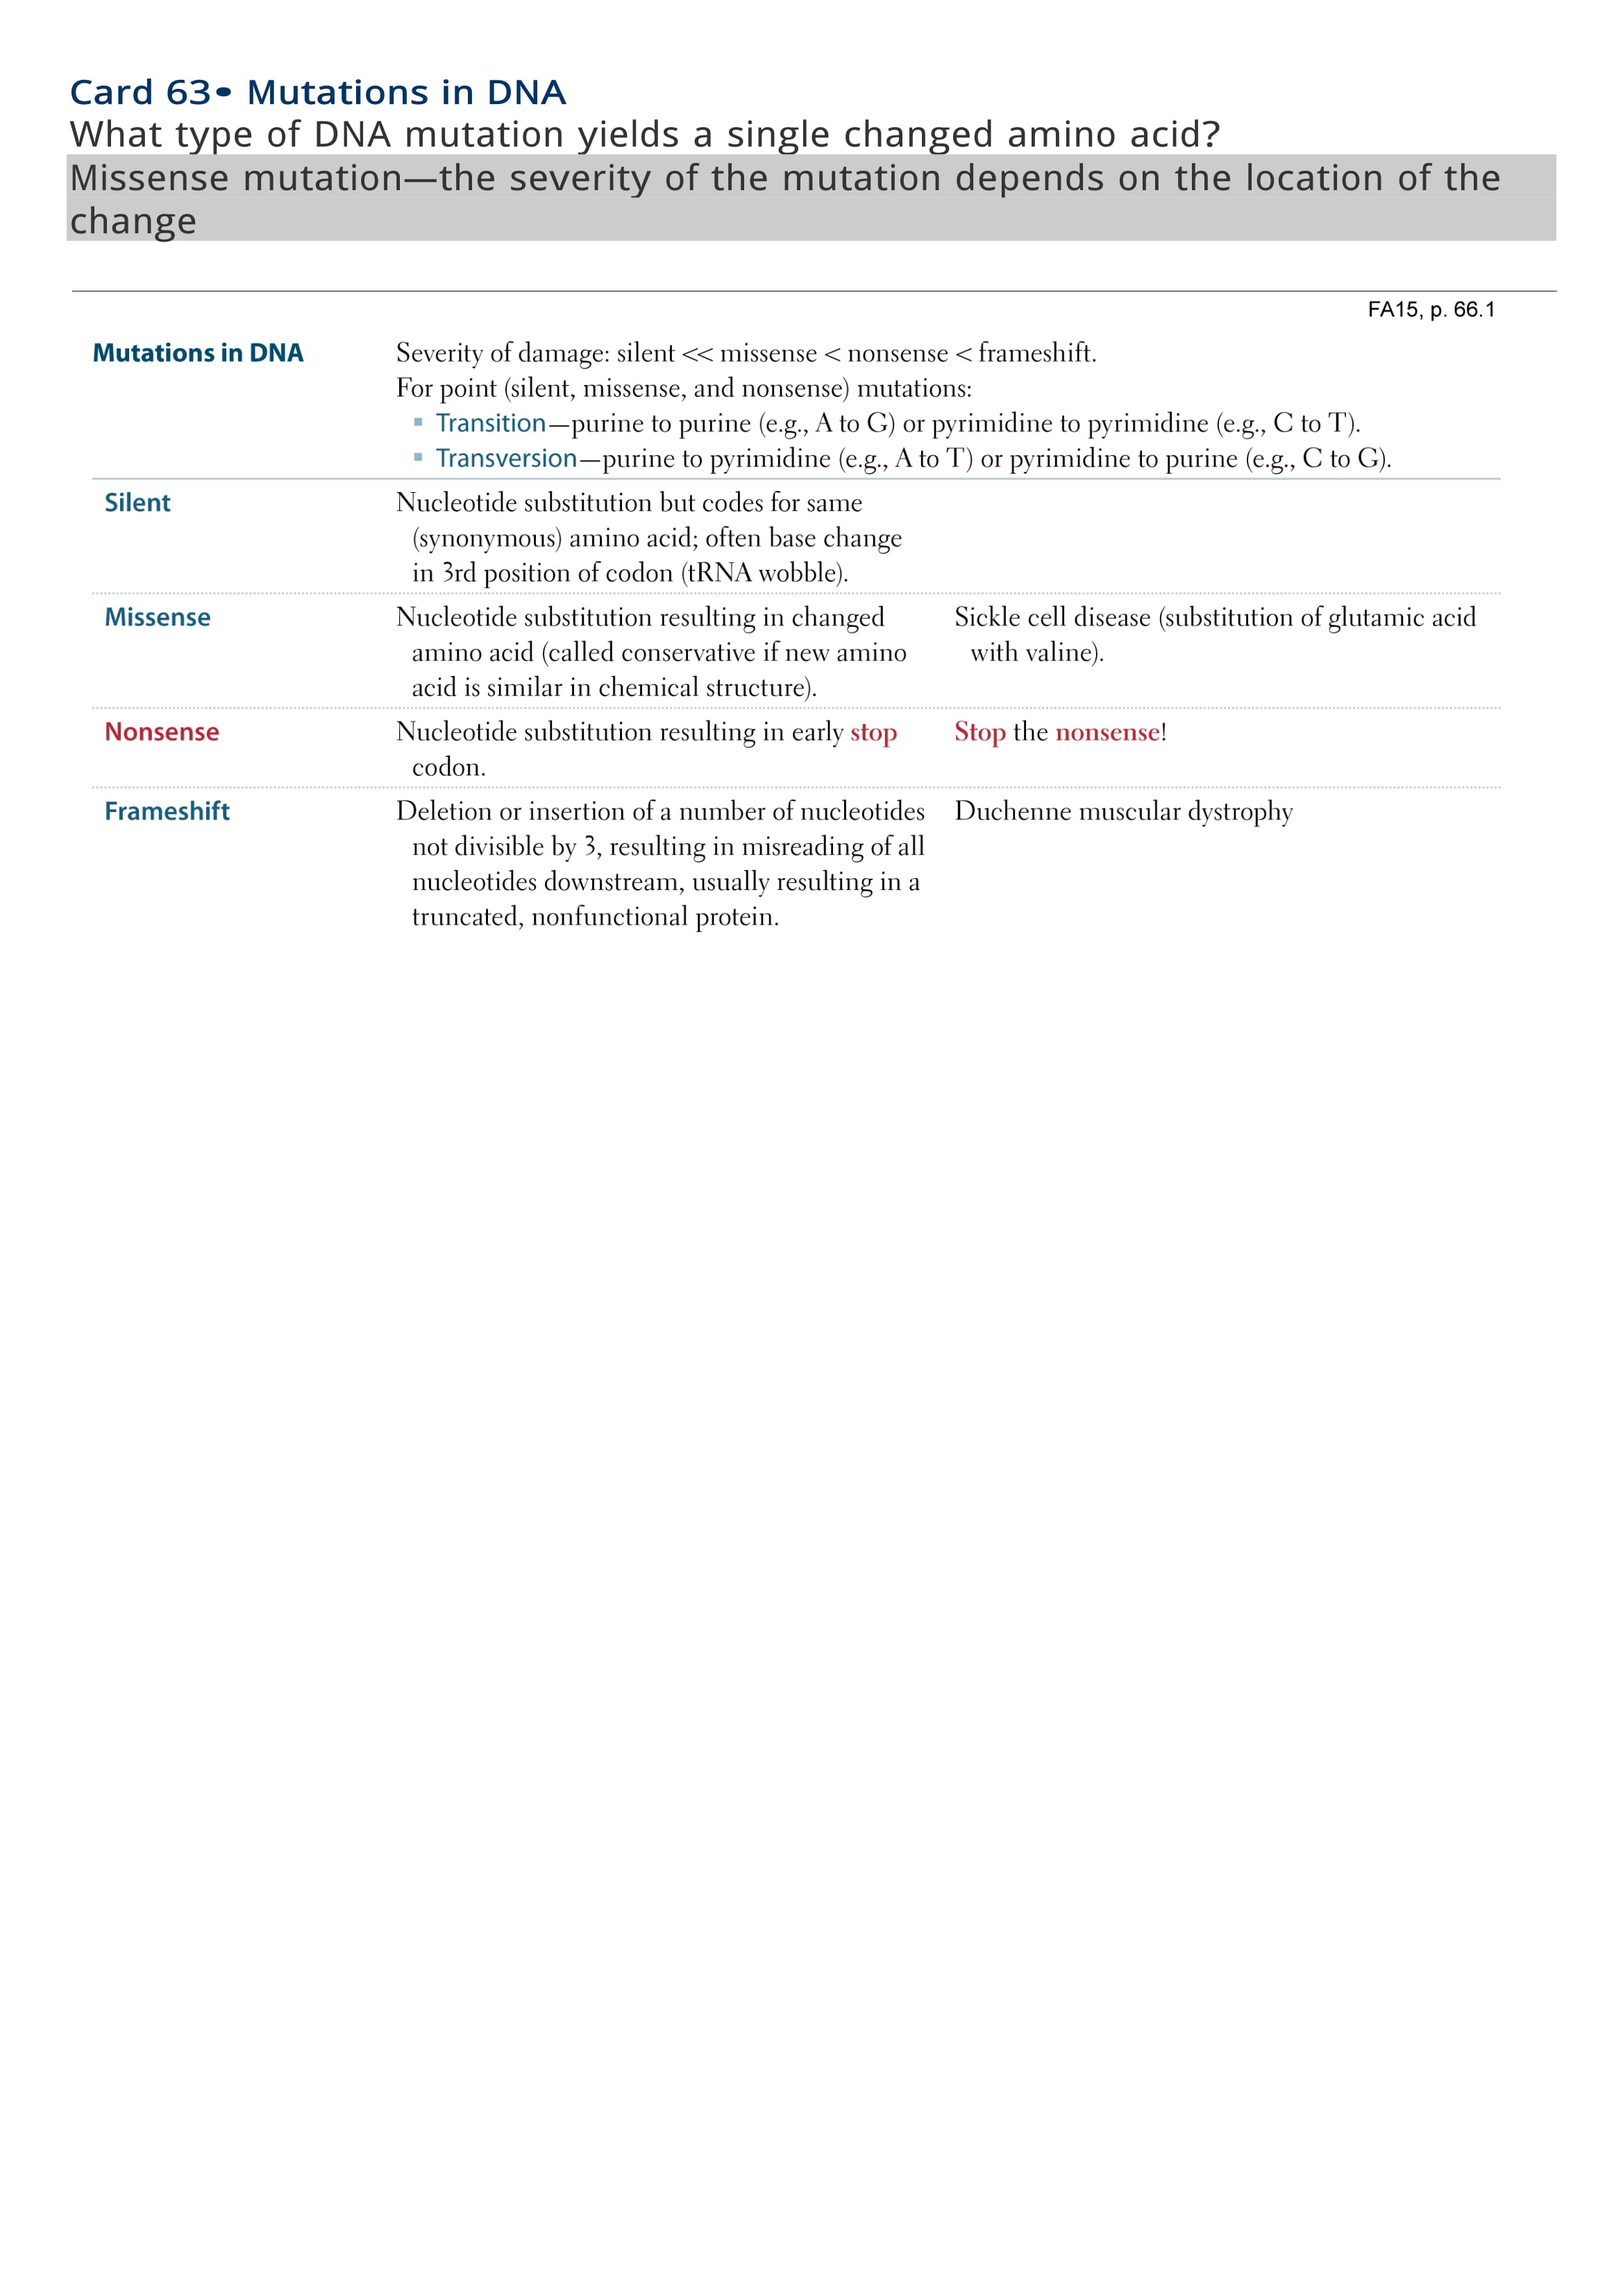 Card 63• Mutations in DNA
What type of DNA mutation yields a single changed amino acid?
Missense mutation—the severity of the mutation depends on the location of the
change
FA15, p. 66.1
Mutations in DNA
Severity of damage: silent << missense < nonsense < frameshift.
For point (silent, missense, and nonsense) mutations:
▪ Transition—purine to purine (e.g., A to G) or pyrimidine to pyrimidine (e.g., C to T).
▪ Transversion—purine to pyrimidine (e.g., A to T) or pyrimidine to purine (e.g., C to G).
Silent
Nucleotide substitution but codes for same
(synonymous) amino acid; often base change
in 3rd position of codon (tRNA wobble).
Missense
Nucleotide substitution resulting in changed
amino acid (called conservative if new amino
acid is similar in chemical structure).
Sickle cell disease (substitution of glutamic acid
with valine).
Nonsense
Nucleotide substitution resulting in early stop
codon.
Stop the nonsense!
Frameshift
Deletion or insertion of a number of nucleotides
not divisible by 3, resulting in misreading of all
nucleotides downstream, usually resulting in a
truncated, nonfunctional protein.
Duchenne muscular dystrophy